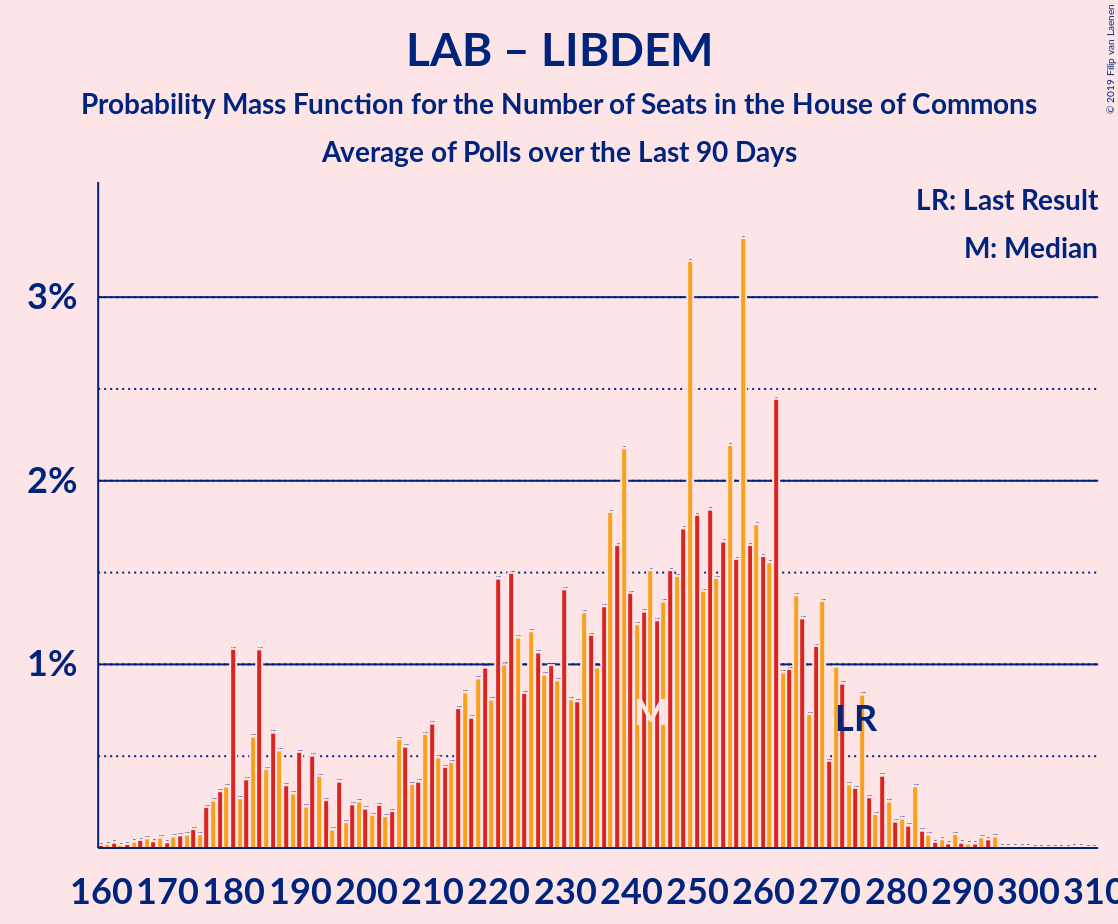 LAB – LIBDEM
Probability Mass Function for the Number of Seats in the House of Commons
Average of Polls over the Last 90 Days
© 2019 Filip van Laenen
LR: Last Result
M: Median
3%
2%
1%
M
LR
160 170 180 190 200 210 220 230 240 250 260 270 280 290 300 310